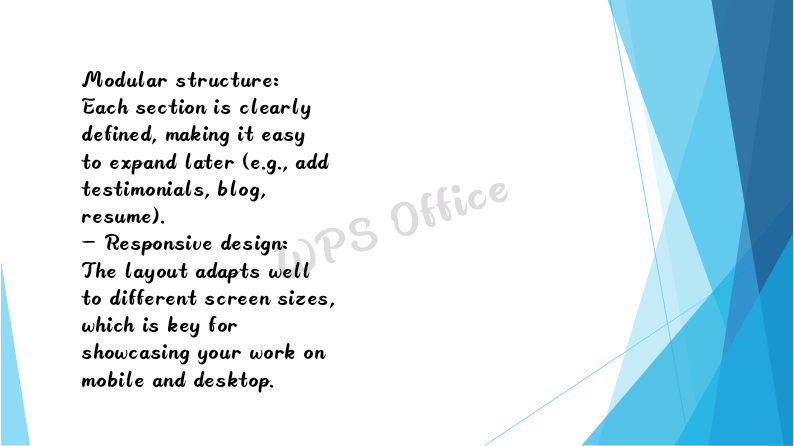 Modular structure:
Each section is clearly
defined, making it easy
to expand later (e.g., add
testimonials, blog,
resume).
- Responsive design:
The layout adapts well
to different screen sizes,
which is key for
showcasing your work on
mobile and desktop.
WPS Office